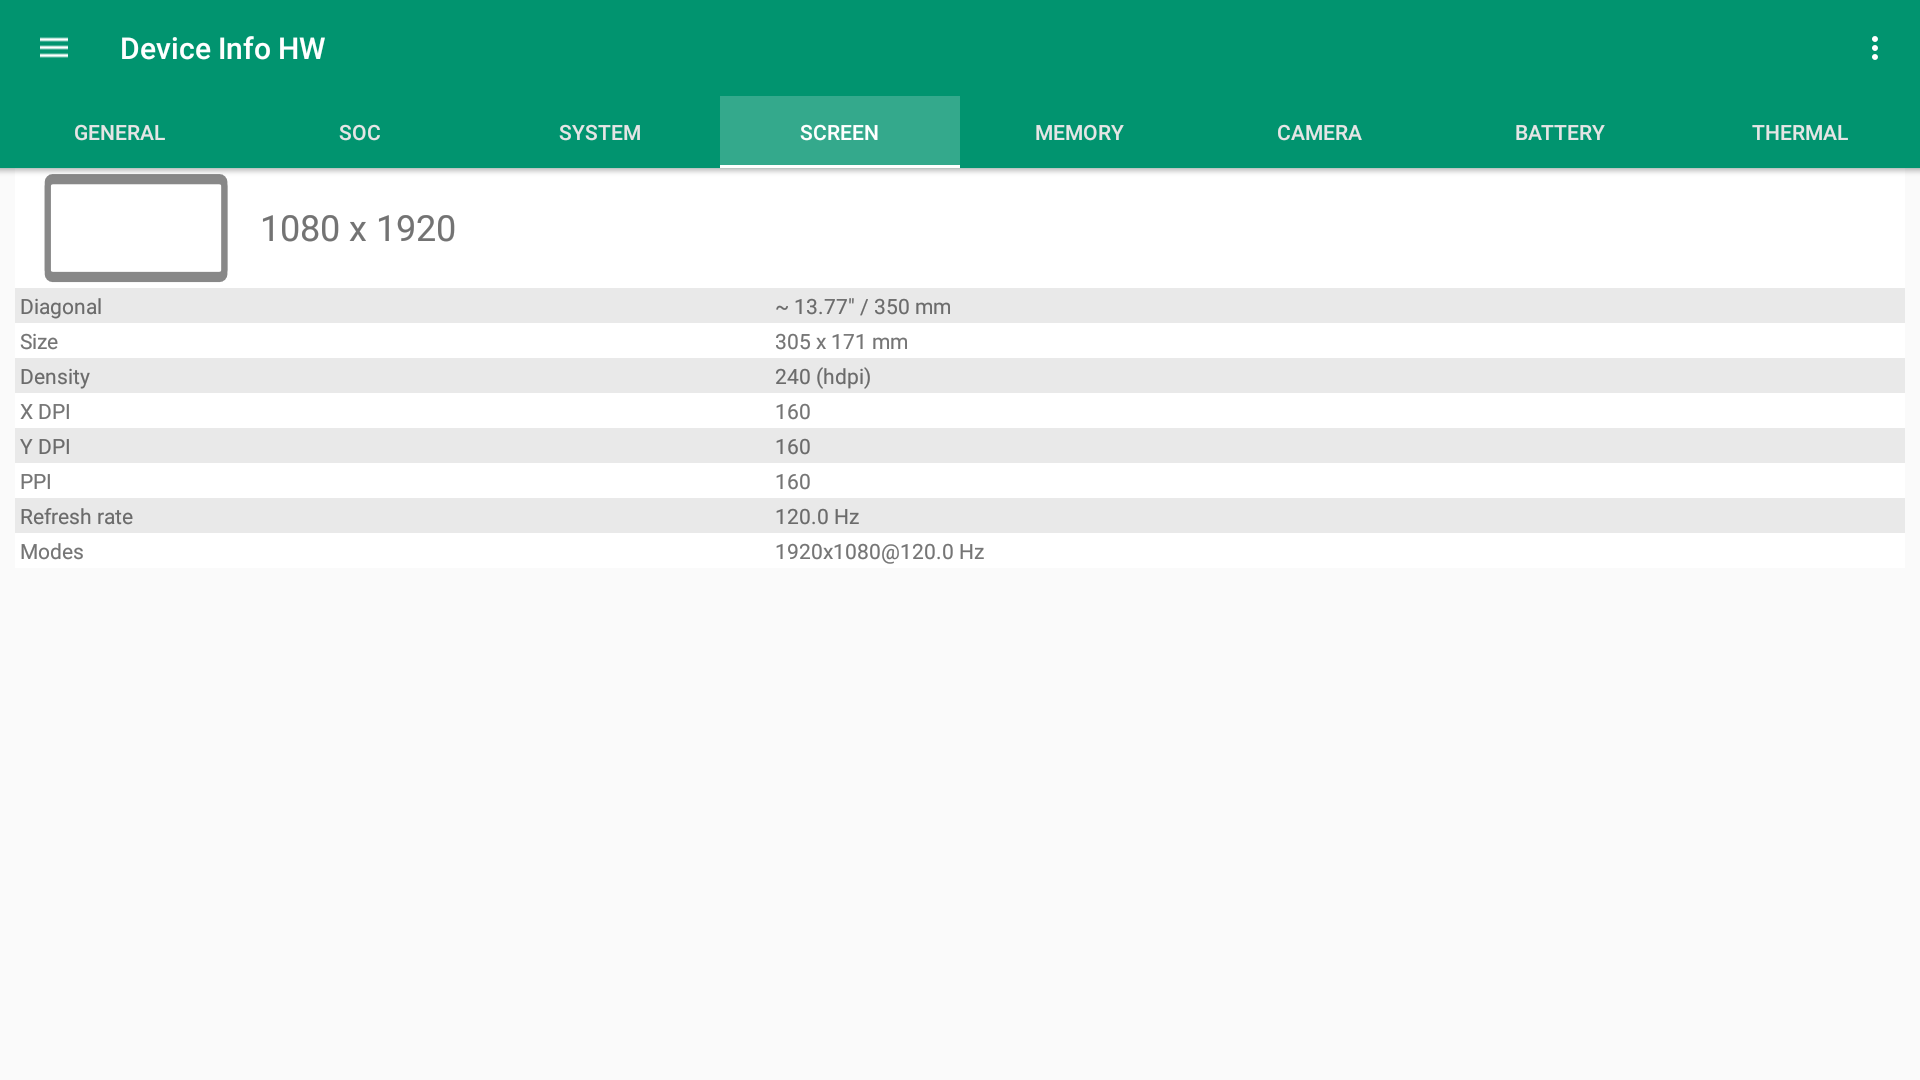 Device Info HW
GENERAL SOC SYSTEM SCREEN MEMORY CAMERA BATTERY THERMAL
1080 x 1920
Diagonal ~ 13.77" / 350 mm
Size 305 x 171 mm
Density 240 (hdpi)
X DPI 160
Y DPI 160
PPI 160
Refresh rate 120.0 Hz
Modes 1920x1080@120.0 Hz